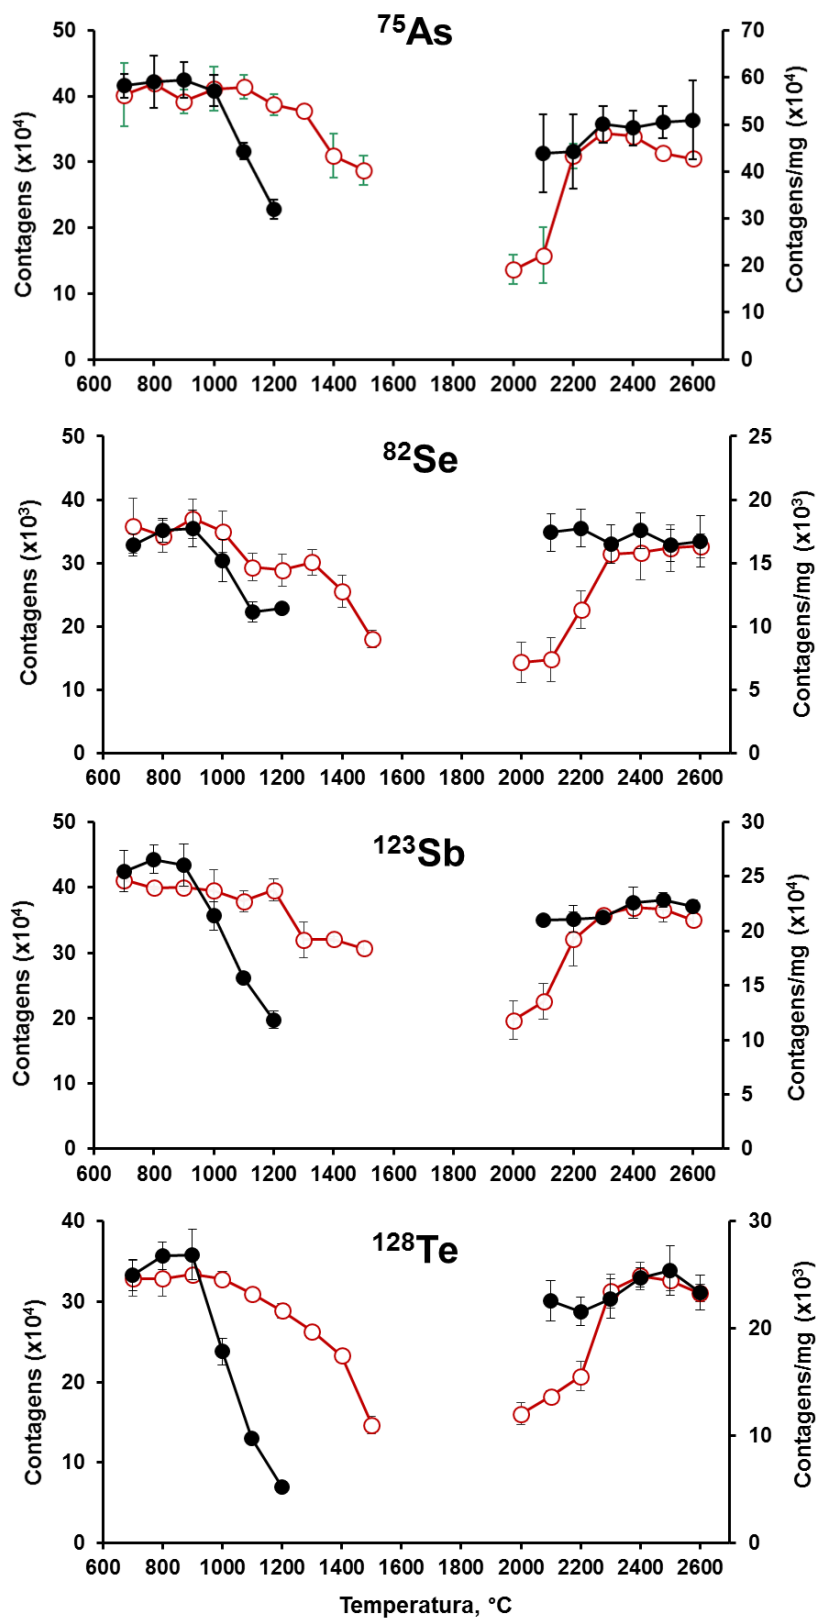 ⁷⁵As
50 70
40 60
30 50
20 40
10 30
0 20
10
0
Contagens (x10⁴)
Contagens/mg (x10⁴)
600 800 1000 1200 1400 1600 2000 2200 2400 2600
⁸²Se
50 25
40 20
30 15
20 10
10 5
0 0
Contagens (x10³)
Contagens/mg (x10³)
600 800 1000 1200 1400 1600 2000 2200 2400 2600
¹²³Sb
50 30
40 25
30 20
20 15
10 10
0 5
0
Contagens (x10⁴)
Contagens/mg (x10⁴)
600 800 1000 1200 1400 1600 2000 2200 2400 2600
¹²⁸Te
40 30
30 20
20 10
10 0
0
Contagens (x10⁴)
Contagens/mg (x10³)
600 800 1000 1200 1400 1600 2000 2200 2400 2600
Temperatura, °C